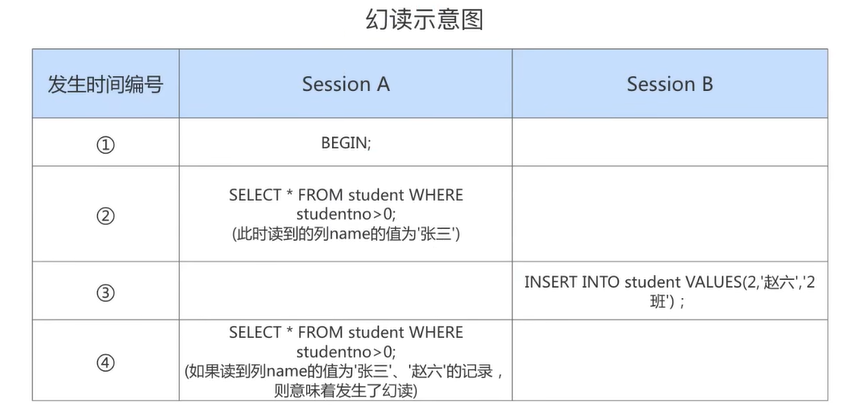 幻读示意图
发生时间编号 Session A Session B
① BEGIN;
② SELECT * FROM student WHERE
studentno>0;
(此时读到的列name的值为'张三')
③ INSERT INTO student VALUES(2,'赵六','2
班')；
④ SELECT * FROM student WHERE
studentno>0;
(如果读到列name的值为'张三'、'赵六'的记录，
则意味着发生了幻读)